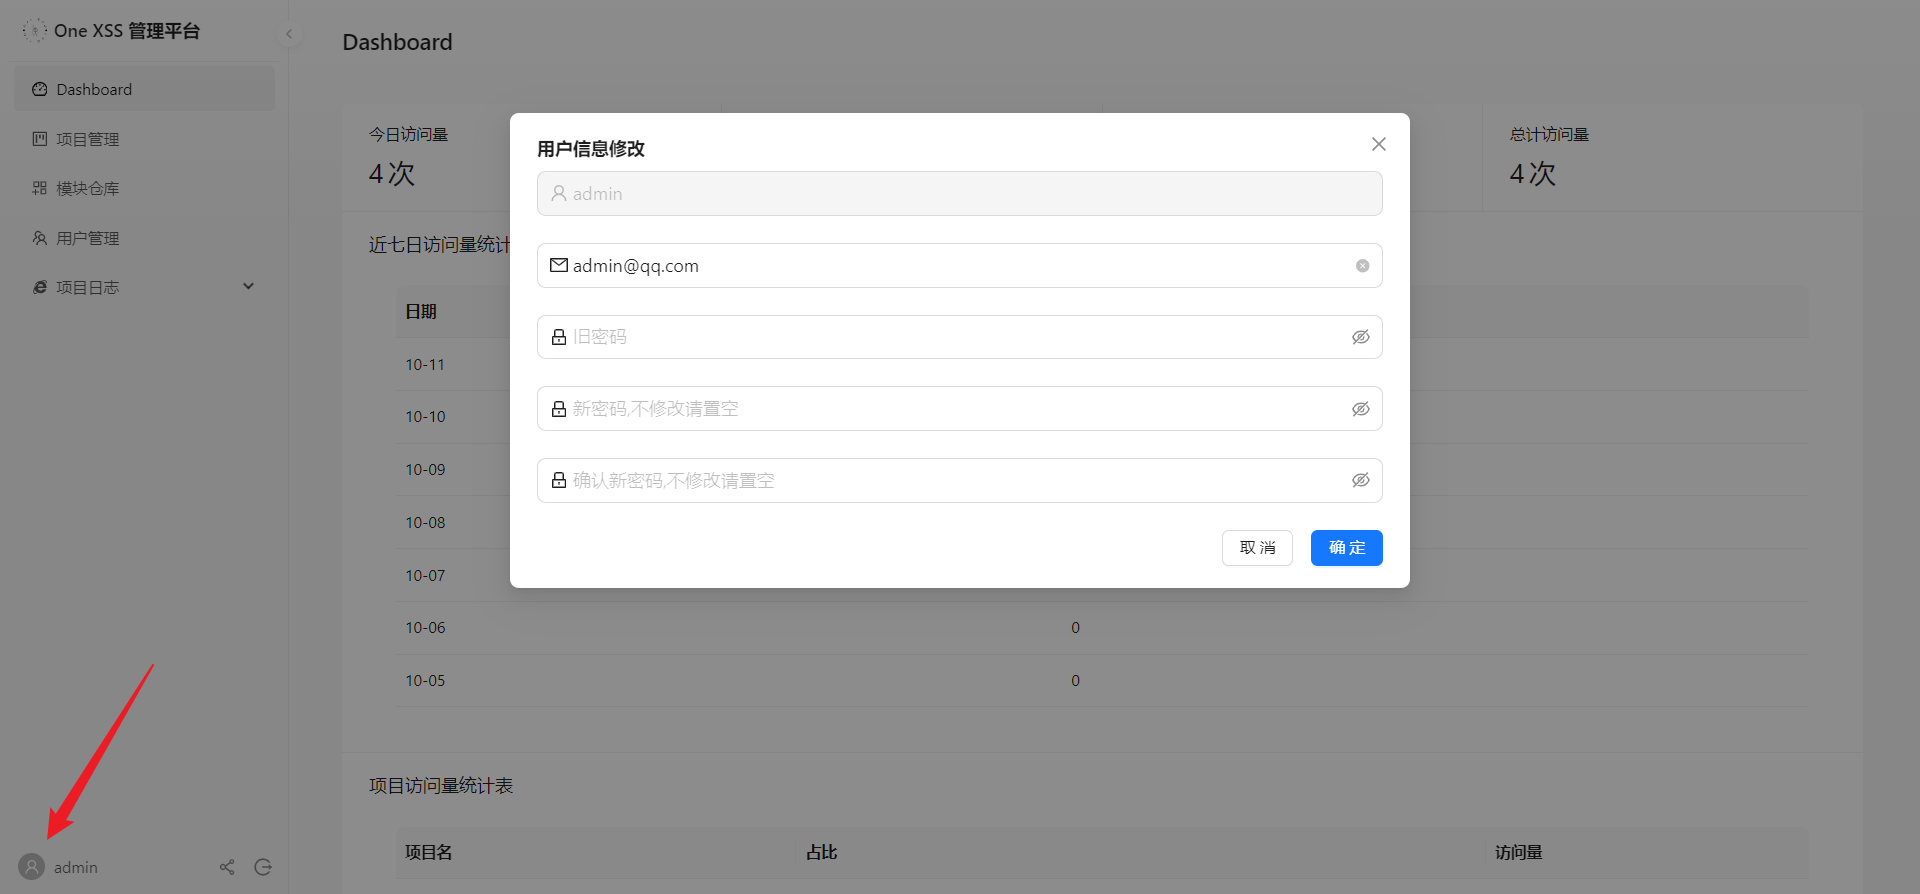 One XSS 管理平台
Dashboard
项目管理
模块仓库
用户管理
项目日志
admin
Dashboard
今日访问量
4 次
总计访问量
4 次
近七日访问量统计
日期
10-11
10-10
10-09
10-08
10-07
10-06 0
10-05 0
项目访问量统计表
项目名 占比 访问量
用户信息修改
admin
admin@qq.com
旧密码
新密码,不修改请置空
确认新密码,不修改请置空
取 消 确 定